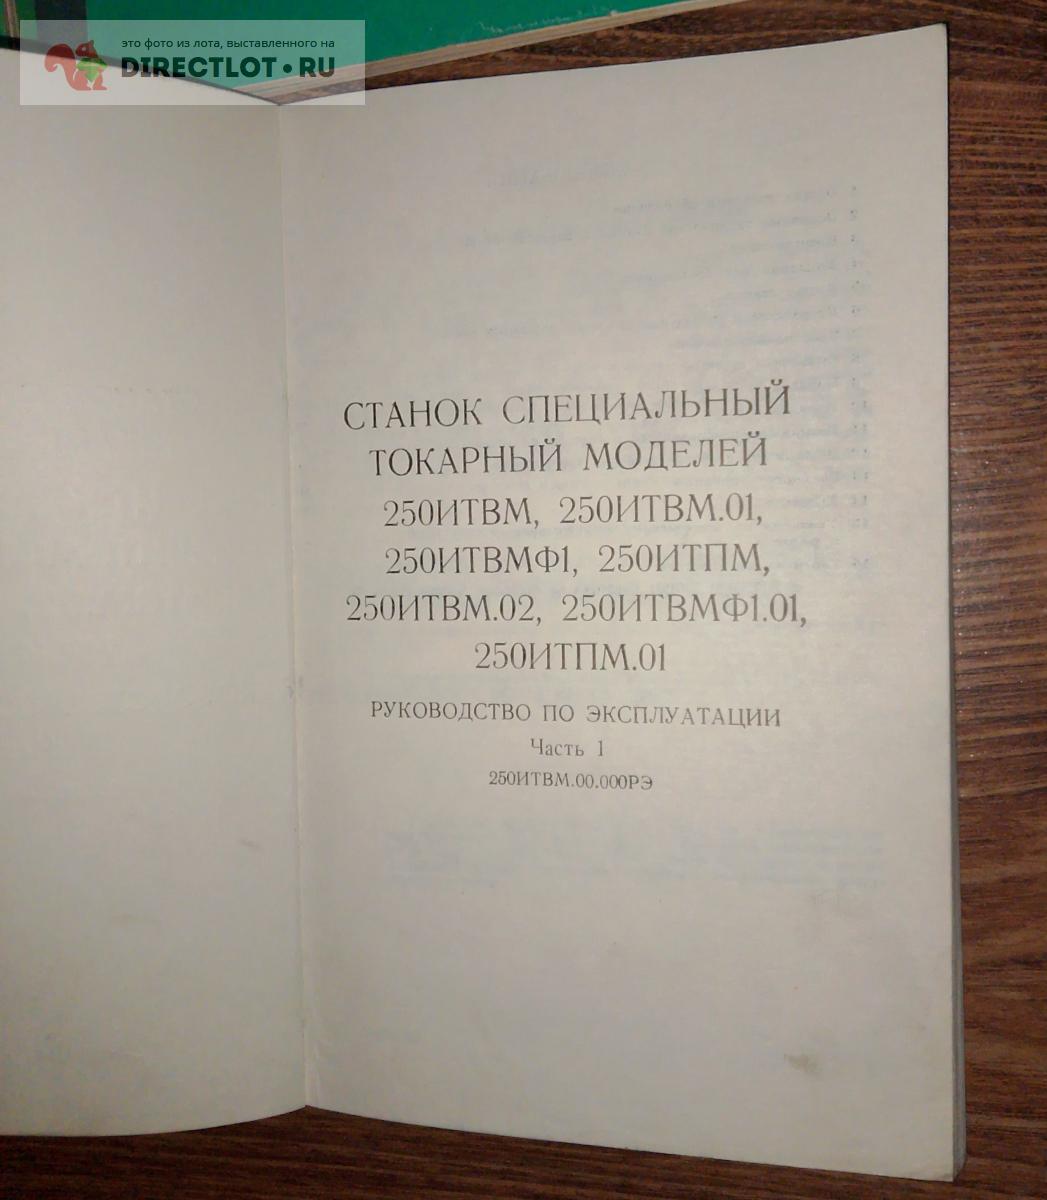 это фото из лота, выставленного на
DIRECTLOT.RU
СТАНОК СПЕЦИАЛЬНЫЙ
ТОКАРНЫЙ МОДЕЛЕЙ
250ИТВМ, 250ИТВМ.01,
250ИТВМФ1, 250ИТПМ,
250ИТВМ.02, 250ИТВМФ1.01,
250ИТПМ.01
РУКОВОДСТВО ПО ЭКСПЛУАТАЦИИ
Часть 1
250ИТВМ.00.000РЭ